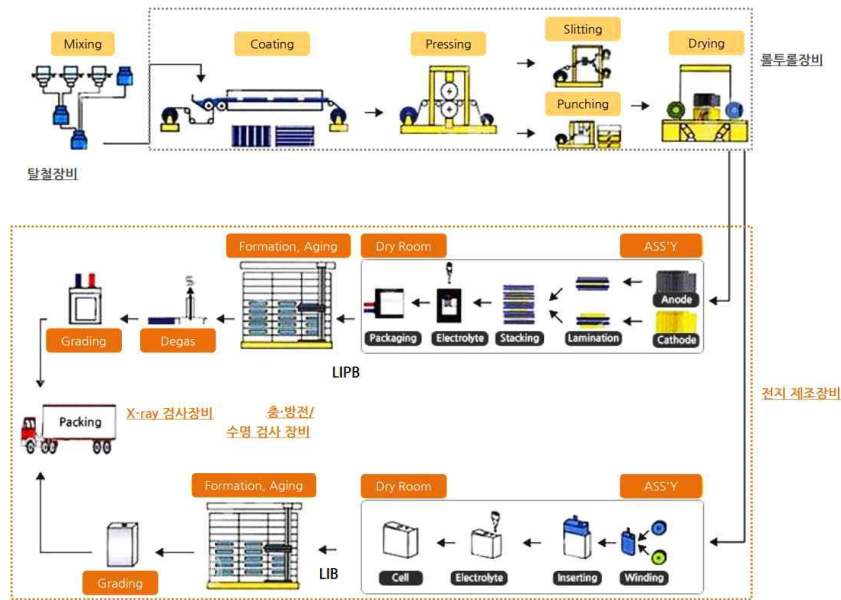 Mixing
Coating
Pressing
Slitting
Punching
Drying
롤투롤장비
탈철장비
Formation, Aging
Dry Room
ASS'Y
Anode
Cathode
Grading
Degas
Packaging
Electrolyte
Stacking
Lamination
LIPB
전지 제조장비
Packing
X-ray 검사장비
충·방전/
수명 검사 장비
Formation, Aging
Dry Room
ASS'Y
Grading
LIB
Cell
Electrolyte
Inserting
Winding